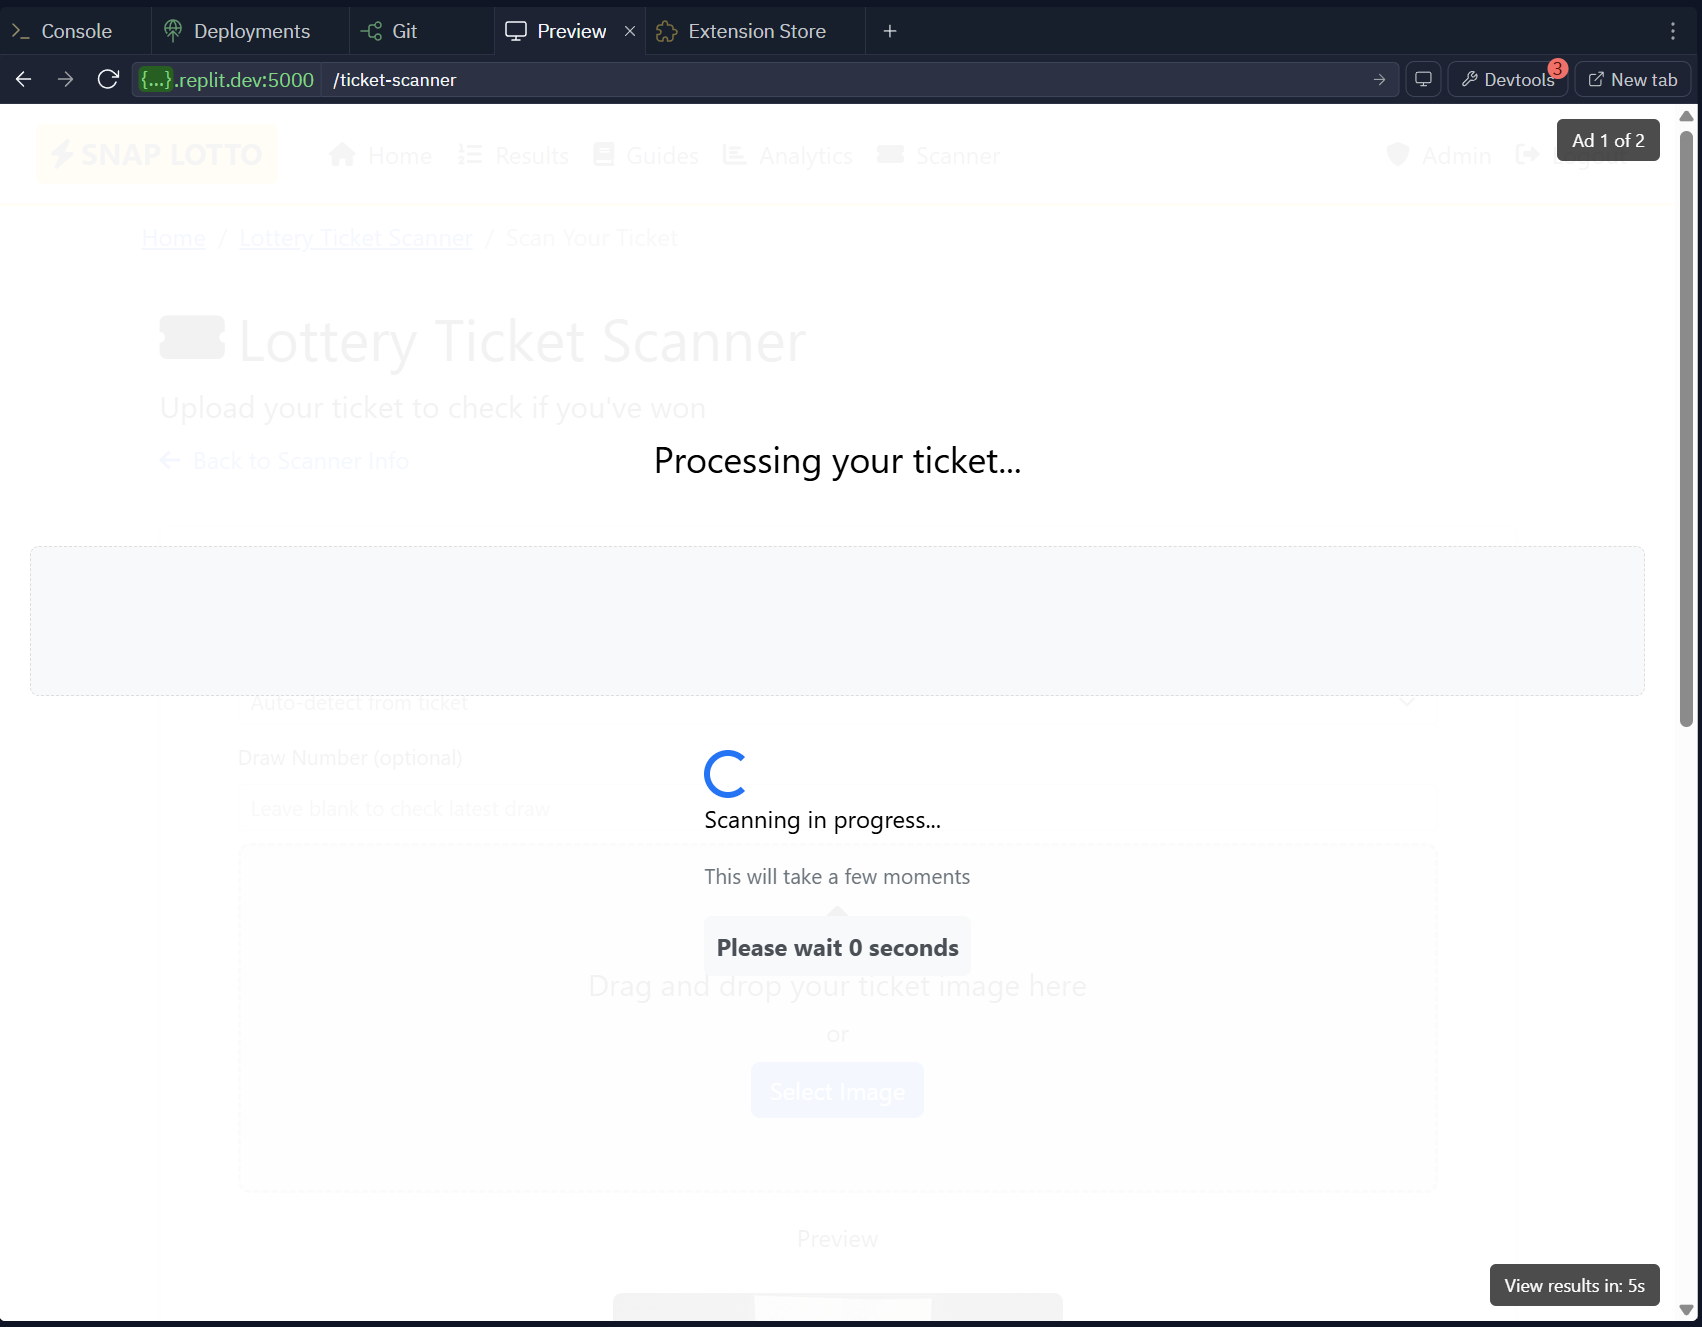 Console
Deployments
Git
Preview
Extension Store
{...}.replit.dev:5000 /ticket-scanner
Devtools
3
New tab
SNAP LOTTO
Home
Results
Guides
Analytics
Scanner
Admin
Ad 1 of 2
Home / Lottery Ticket Scanner / Scan Your Ticket
Lottery Ticket Scanner
Upload your ticket to check if you've won
Back to Scanner Info
Processing your ticket...
Auto-detect from ticket
Draw Number (optional)
Leave blank to check latest draw
Scanning in progress...
This will take a few moments
Please wait 0 seconds
Drag and drop your ticket image here
or
Select Image
Preview
View results in: 5s